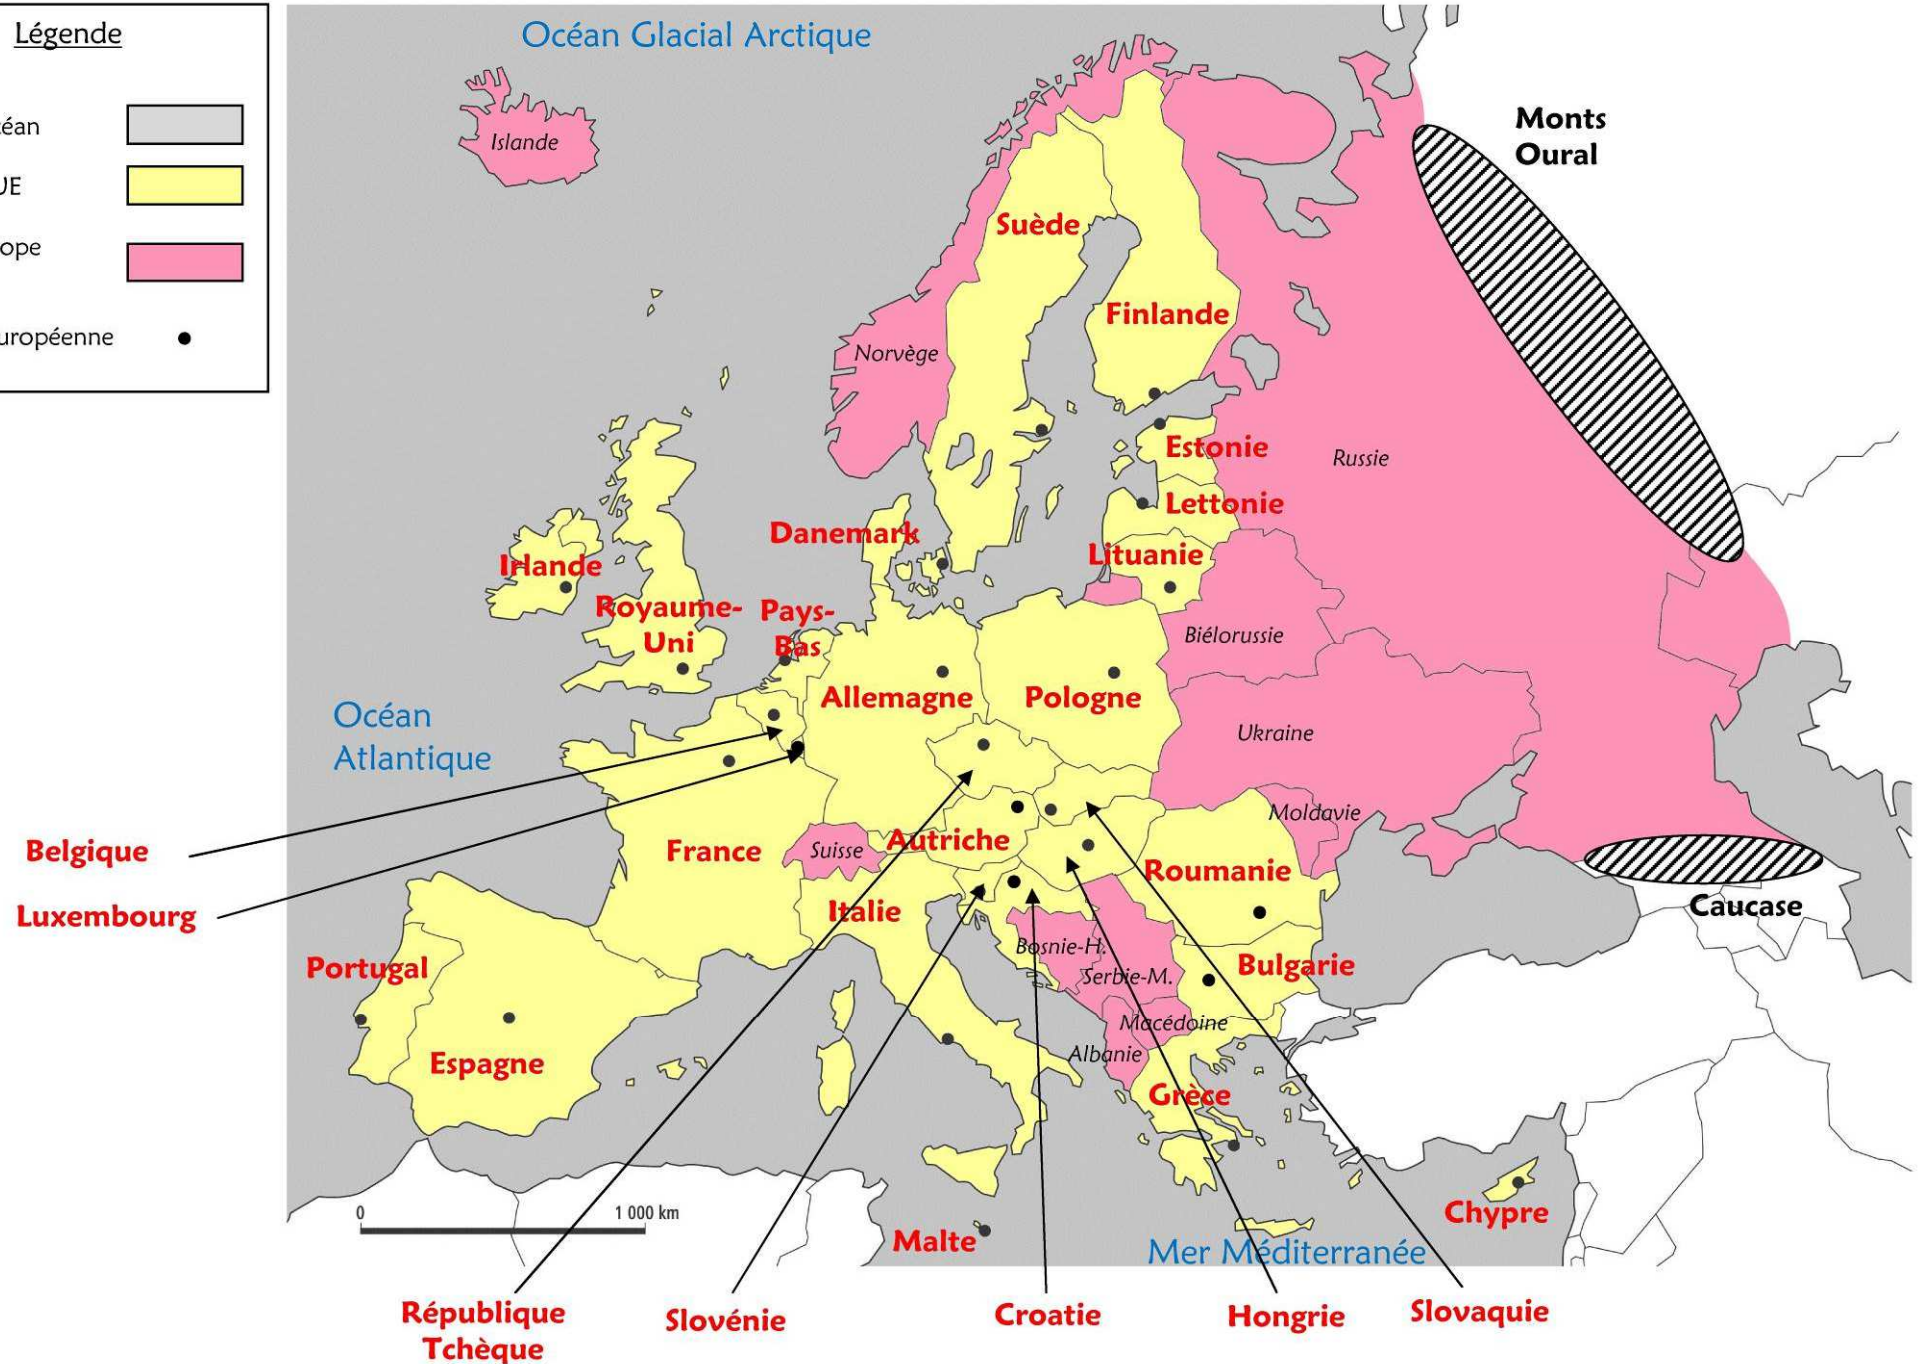 Légende
céan
UE
ope
uropéenne
Océan Glacial Arctique
Islande
Monts
Oural
Suède
Finlande
Norvège
Estonie
Russie
Lettonie
Danemark
Lituanie
Irlande
Royaume-
Uni
Pays-
Bas
Biélorussie
Allemagne
Pologne
Océan
Atlantique
Ukraine
Moldavie
Belgique
France
Suisse
Autriche
Roumanie
Luxembourg
Italie
Caucase
Bosnie-H.
Portugal
Serbie-M.
Bulgarie
Macédoine
Albanie
Espagne
Grèce
0
1 000 km
Malte
Chypre
Mer Méditerranée
République
Tchèque
Slovénie
Croatie
Hongrie
Slovaquie